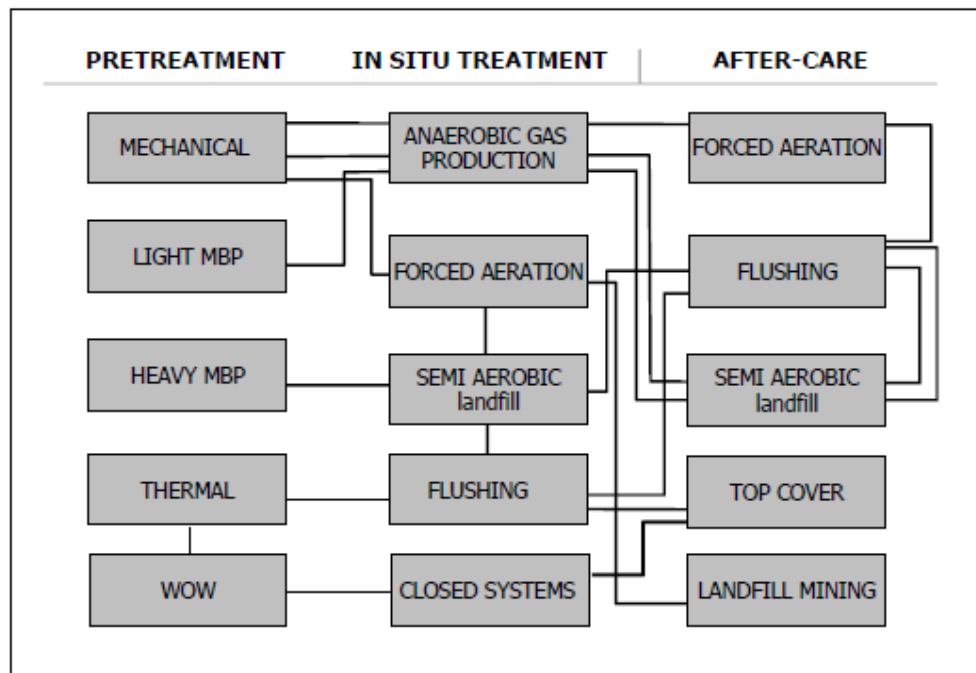 PRETREATMENT
IN SITU TREATMENT
AFTER-CARE
MECHANICAL
ANAEROBIC GAS
PRODUCTION
FORCED AERATION
LIGHT MBP
FORCED AERATION
FLUSHING
HEAVY MBP
SEMI AEROBIC
landfill
SEMI AEROBIC
landfill
THERMAL
FLUSHING
TOP COVER
WOW
CLOSED SYSTEMS
LANDFILL MINING